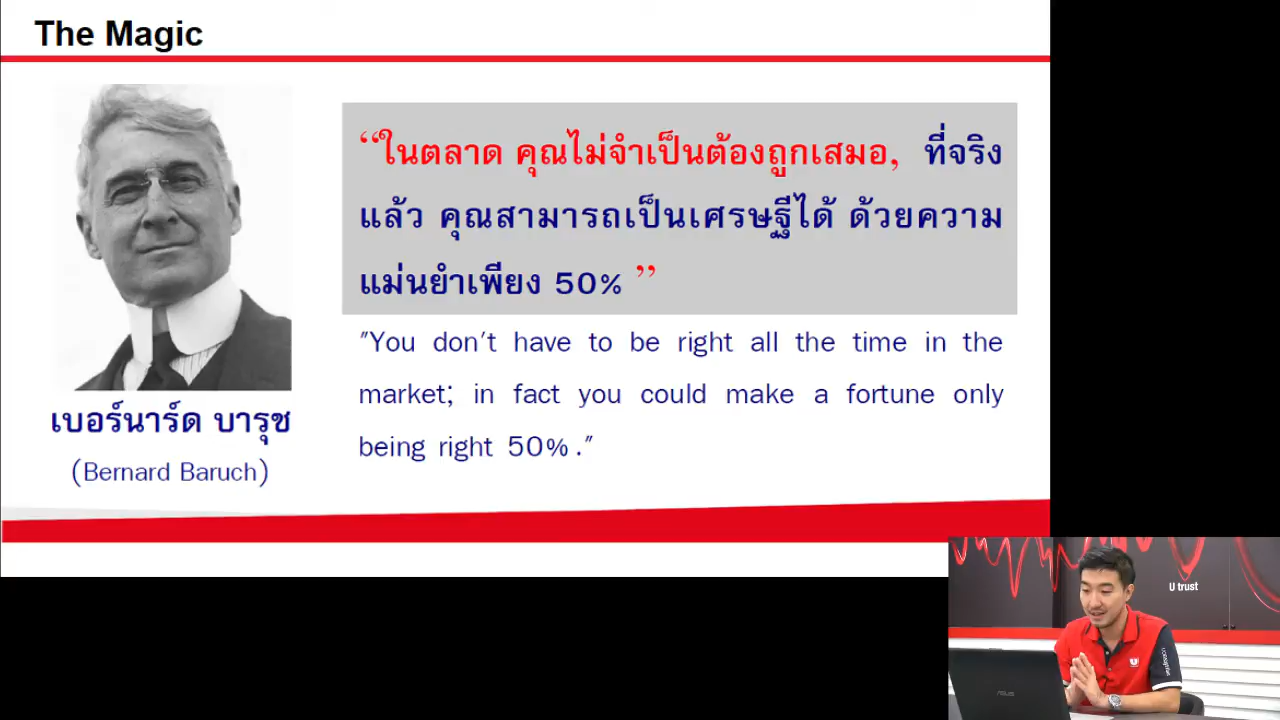 The Magic
“ในตลาด คุณไม่จำเป็นต้องถูกเสมอ, ที่จริง
แล้ว คุณสามารถเป็นเศรษฐีได้ ด้วยความ
แม่นยำเพียง 50% ”
"You don't have to be right all the time in the
market; in fact you could make a fortune only
being right 50%."
เบอร์นาร์ด บารุช
(Bernard Baruch)
U trust
ASUS